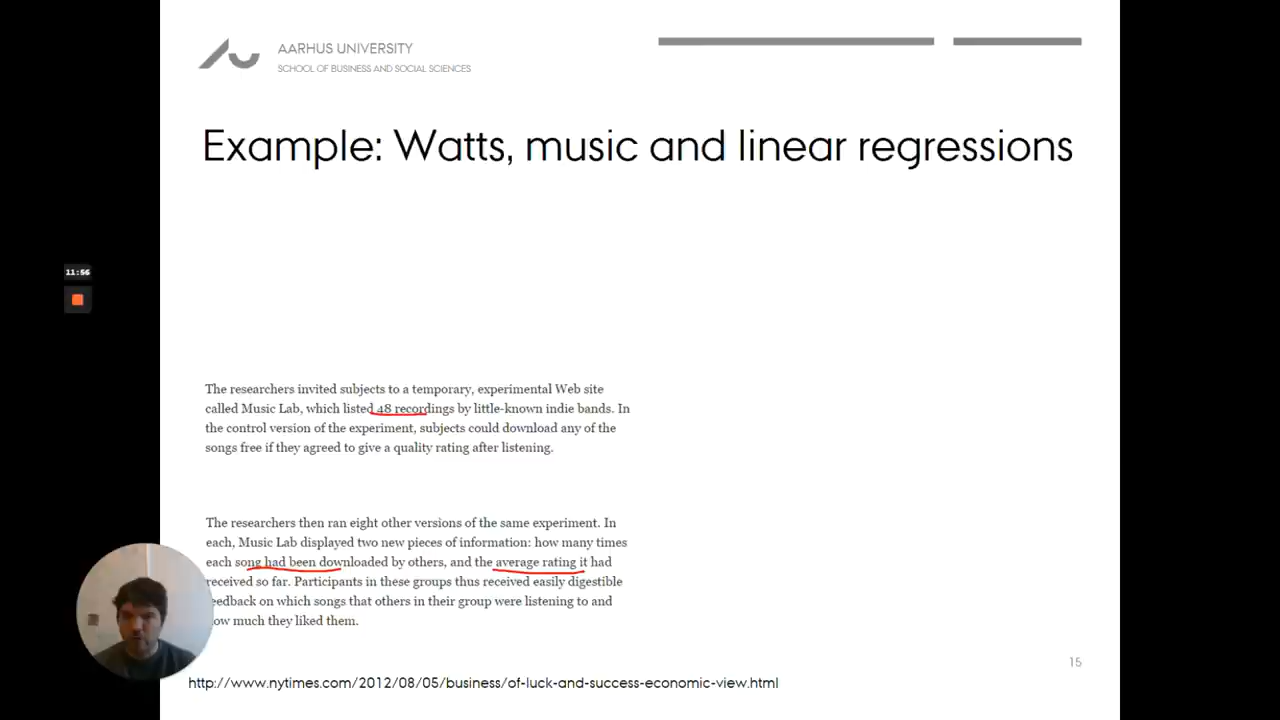 AARHUS UNIVERSITY
SCHOOL OF BUSINESS AND SOCIAL SCIENCES
Example: Watts, music and linear regressions
11:56
The researchers invited subjects to a temporary, experimental Web site
called Music Lab, which listed 48 recordings by little-known indie bands. In
the control version of the experiment, subjects could download any of the
songs free if they agreed to give a quality rating after listening.
The researchers then ran eight other versions of the same experiment. In
each, Music Lab displayed two new pieces of information: how many times
each song had been downloaded by others, and the average rating it had
received so far. Participants in these groups thus received easily digestible
eedback on which songs that others in their group were listening to and
ow much they liked them.
15
http://www.nytimes.com/2012/08/05/business/of-luck-and-success-economic-view.html